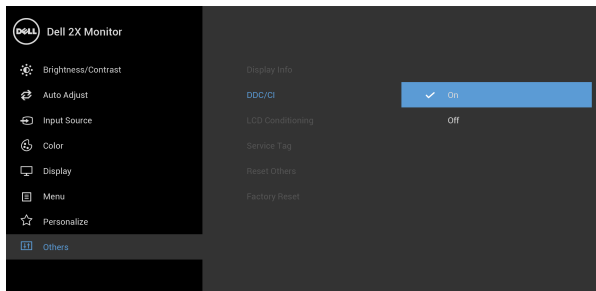 DELL Dell 2X Monitor
Brightness/Contrast
Auto Adjust
Input Source
Color
Display
Menu
Personalize
Others
Display Info
DDC/CI
LCD Conditioning
Service Tag
Reset Others
Factory Reset
On
Off